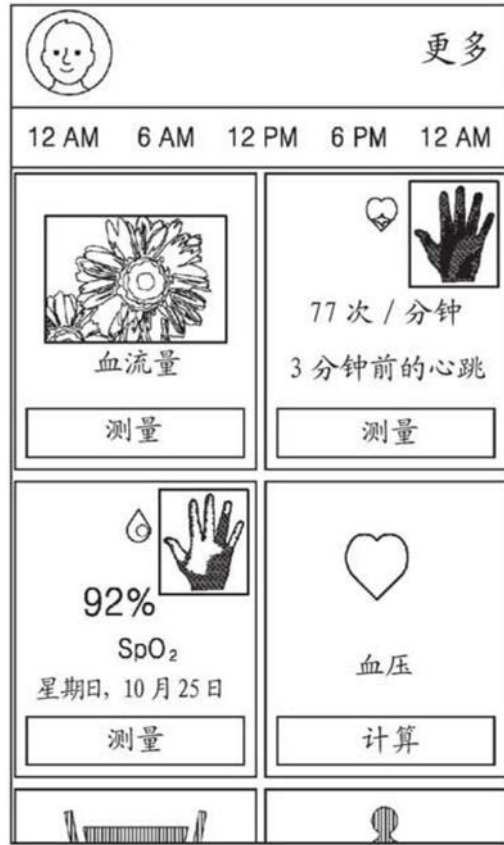 更多
12 AM 6 AM 12 PM 6 PM 12 AM
血流量
测量
77 次 / 分钟
3 分钟前的心跳
测量
92%
SpO₂
星期日, 10 月 25 日
测量
血压
计算